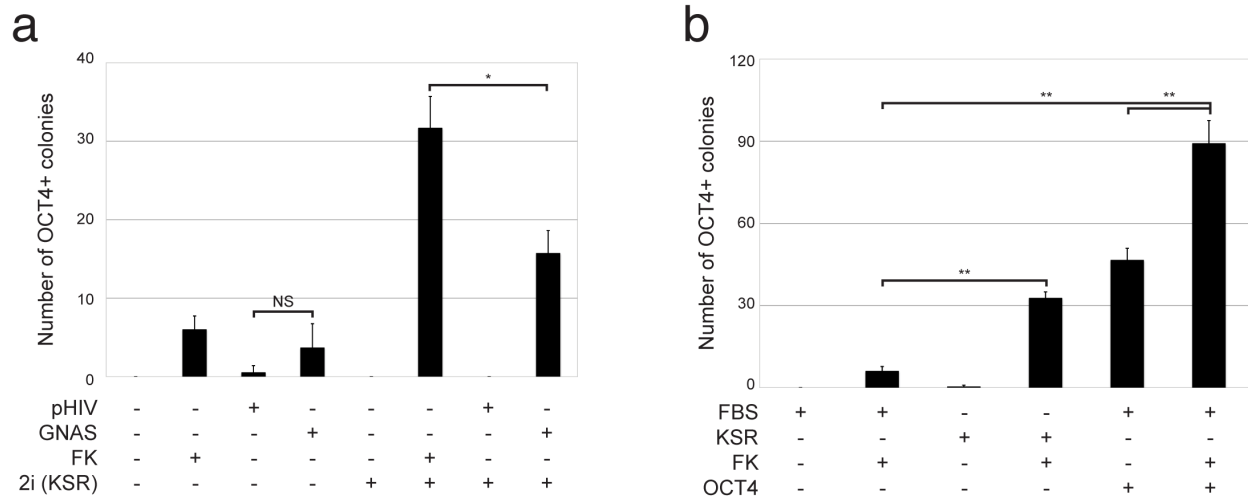 a
40
30
20
10
0
Number of OCT4+ colonies
*
NS
pHIV - - + - - - + -
GNAS - - - + - - - +
FK - + - - - + - -
2i (KSR) - - - - + + + +
b
120
90
60
30
0
Number of OCT4+ colonies
** **
**
FBS + + - - + +
KSR - - + + - -
FK - + - + - +
OCT4 - - - - + +